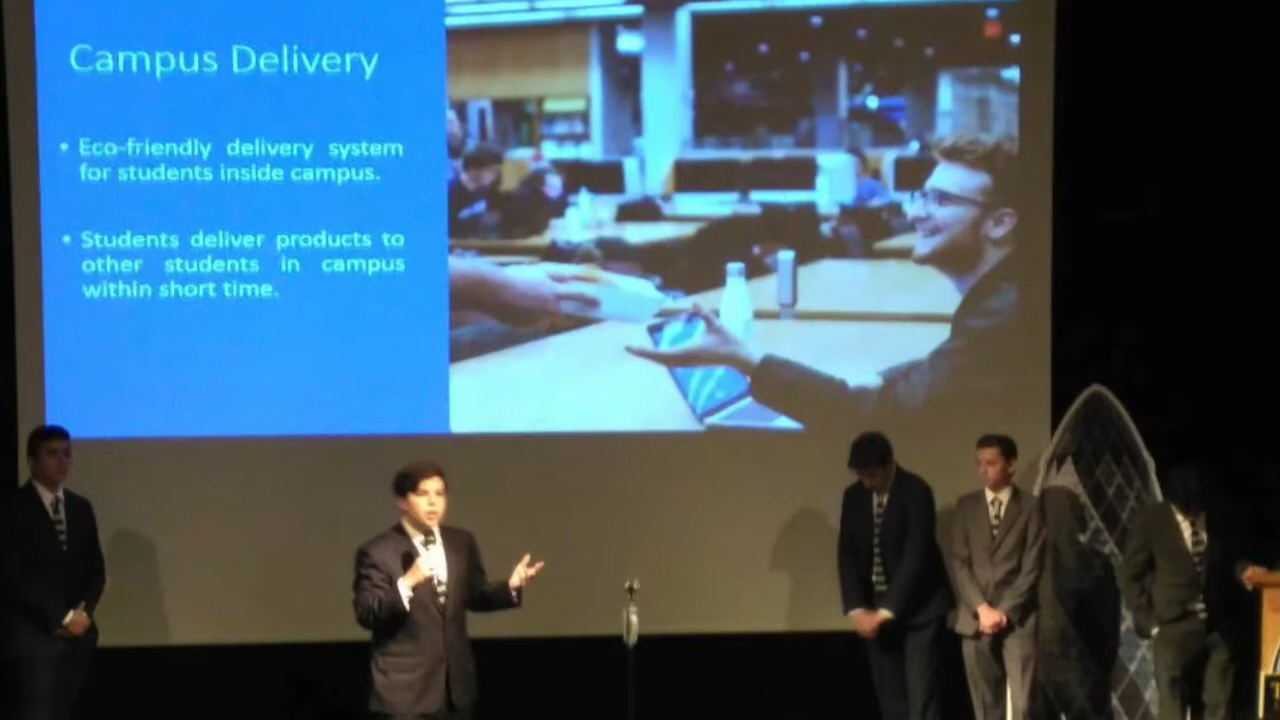 Campus Delivery
• Eco-friendly delivery system
for students inside campus.
• Students deliver products to
other students in campus
within short time.